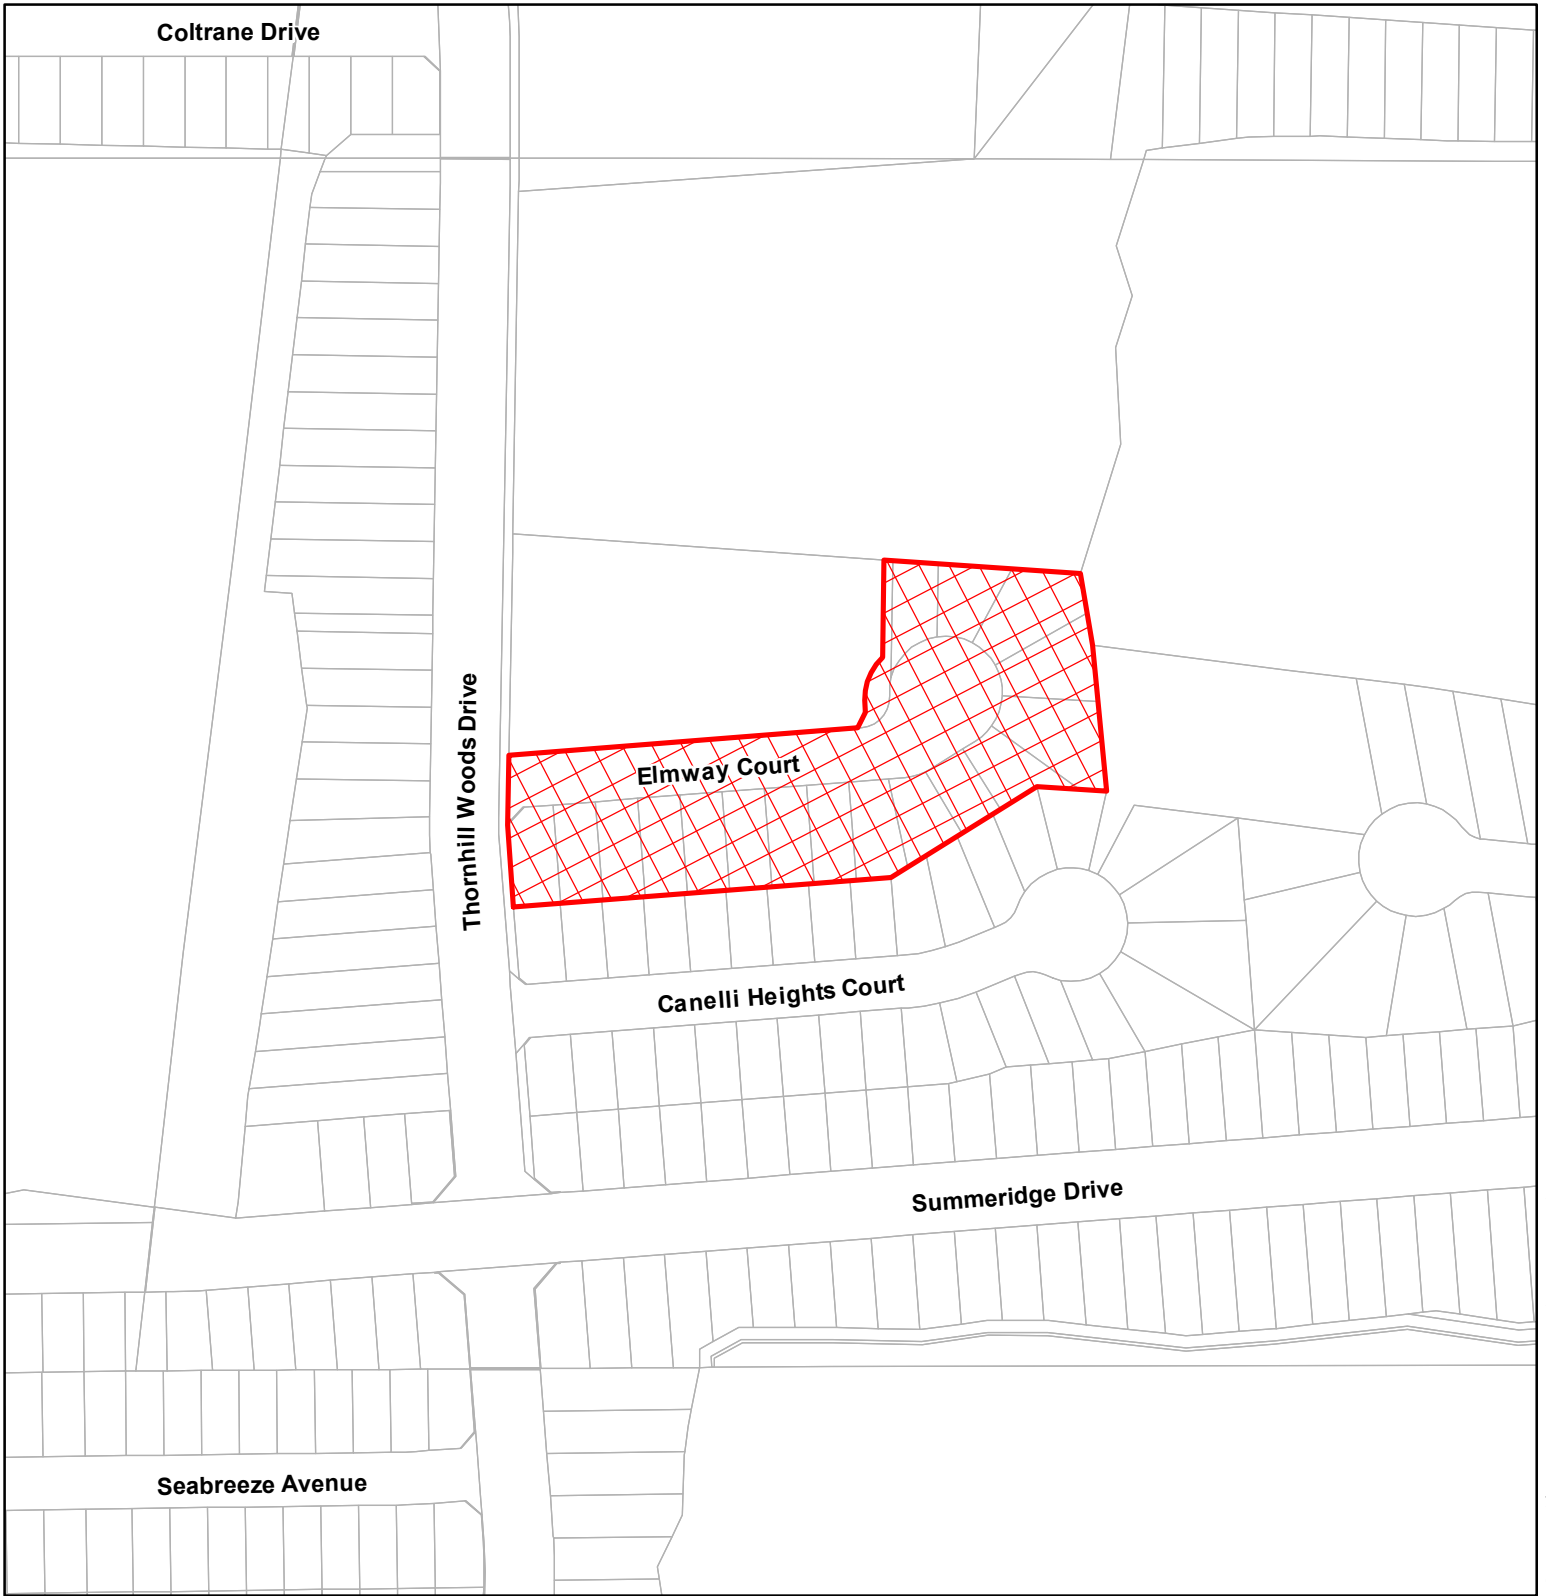 Coltrane Drive
Thornhill Woods Drive
Elmway Court
Canelli Heights Court
Summeridge Drive
Seabreeze Avenue